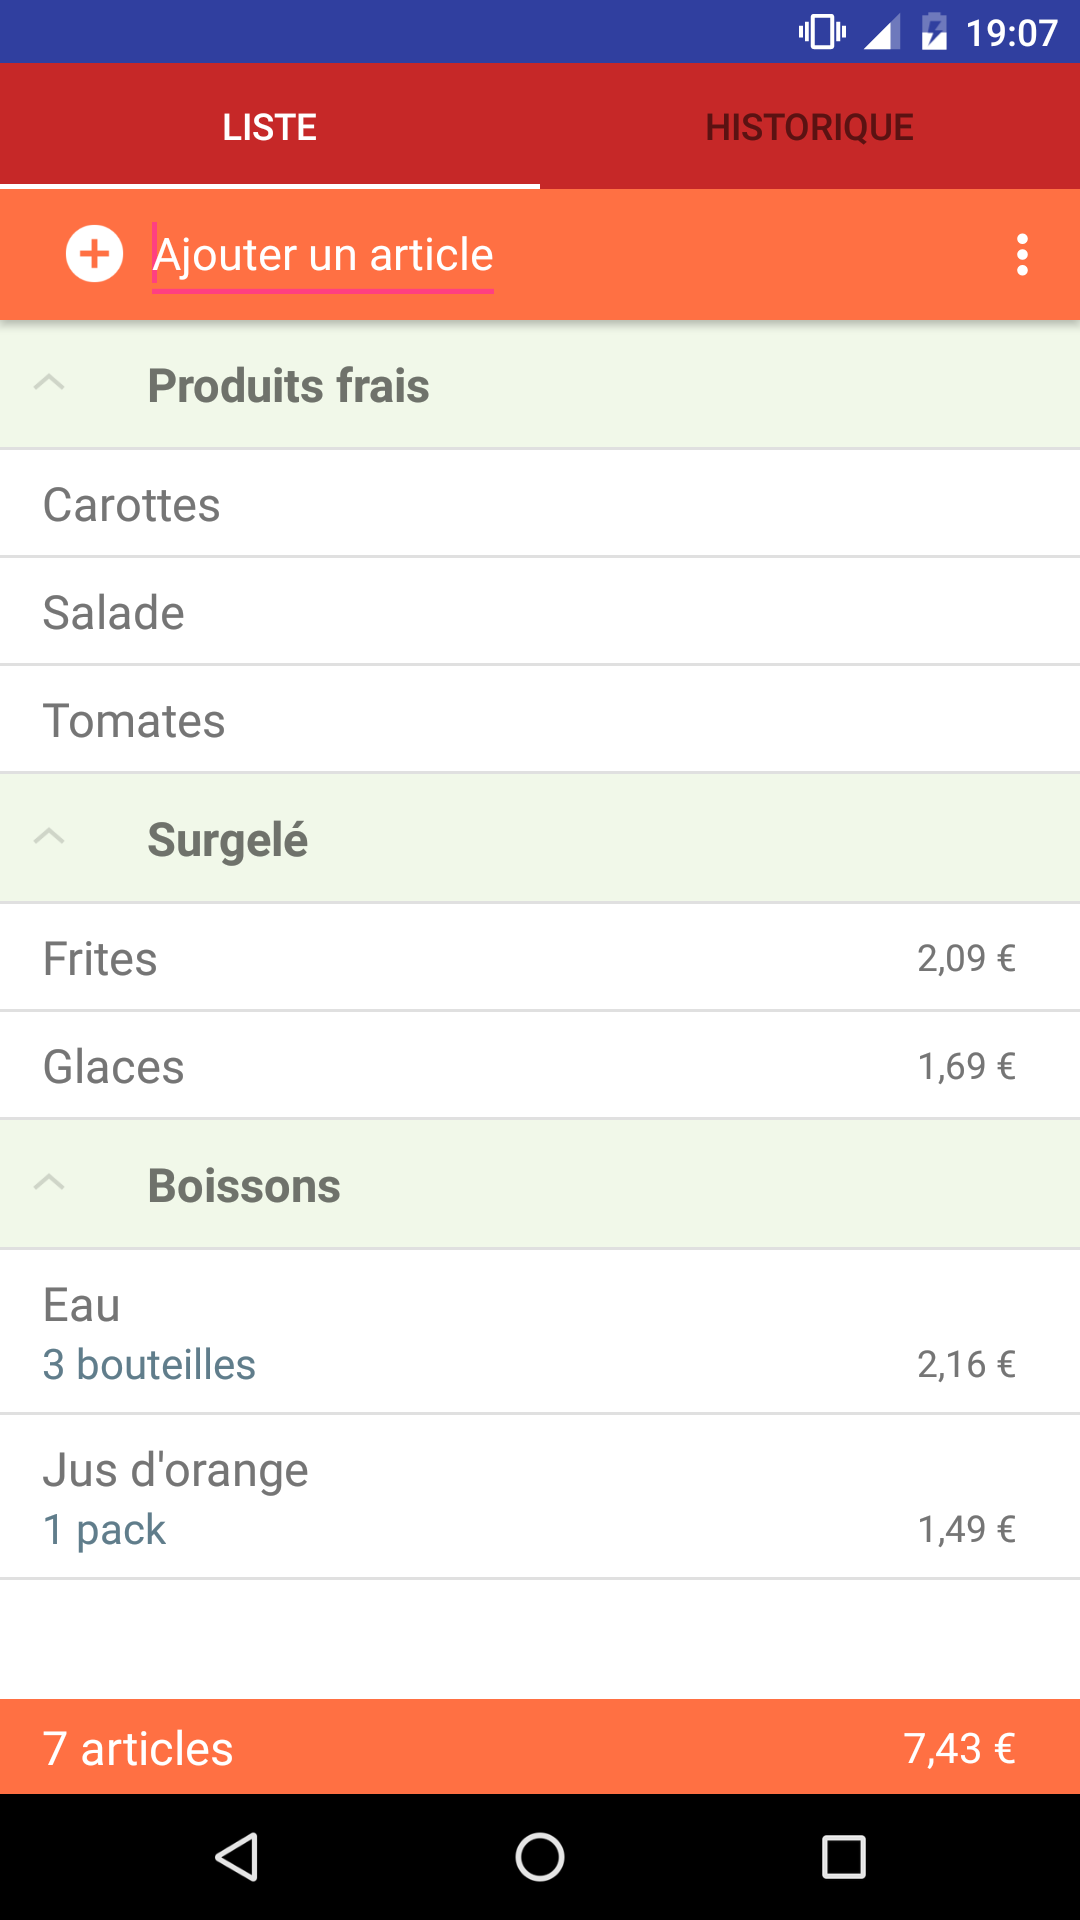 19:07
LISTE HISTORIQUE
Ajouter un article
Produits frais
Carottes
Salade
Tomates
Surgelé
Frites 2,09 €
Glaces 1,69 €
Boissons
Eau
3 bouteilles 2,16 €
Jus d'orange
1 pack 1,49 €
7 articles 7,43 €